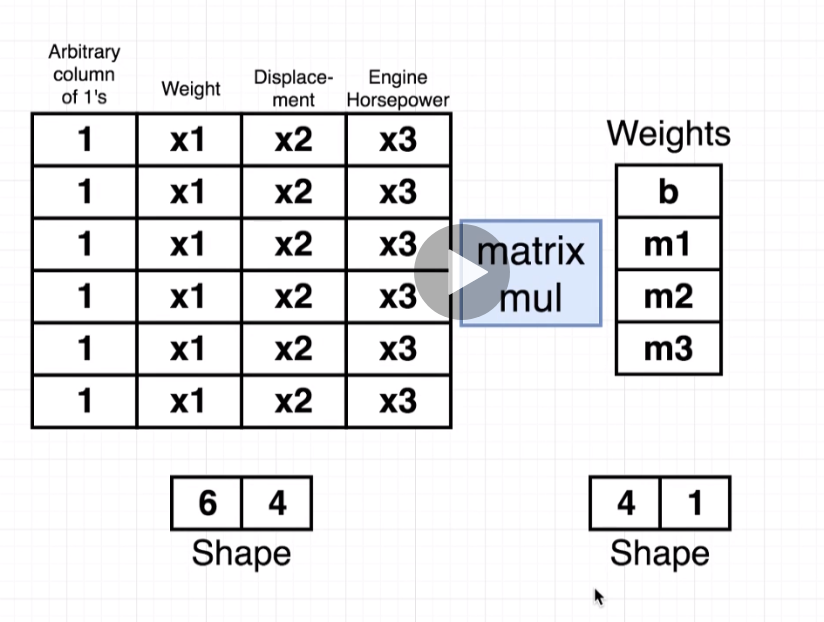 Arbitrary
column
of 1's
Weight
Displace-
ment
Engine
Horsepower
1 x1 x2 x3
1 x1 x2 x3
1 x1 x2 x3
1 x1 x2 x3
1 x1 x2 x3
1 x1 x2 x3
matrix
mul
Weights
b
m1
m2
m3
6 4
Shape
4 1
Shape